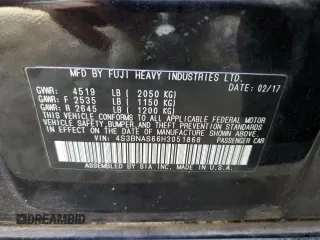 MFD BY FUJI HEAVY INDUSTRIES LTD.
GVWR: 4519 LB ( 2050 KG) DATE: 02/17
GAWR: F 2535 LB ( 1150 KG)
GAWR: R 2645 LB ( 1200 KG)
THIS VEHICLE CONFORMS TO ALL APPLICABLE FEDERAL MOTOR
VEHICLE SAFETY, BUMPER, AND THEFT PREVENTION STANDARDS
IN EFFECT ON THE DATE OF MANUFACTURE SHOWN ABOVE.
VIN: 4S3BNAS66H3051868 PASSENGER CAR
MADE BY SIA INC. IN U.S.A.
DREAMBID